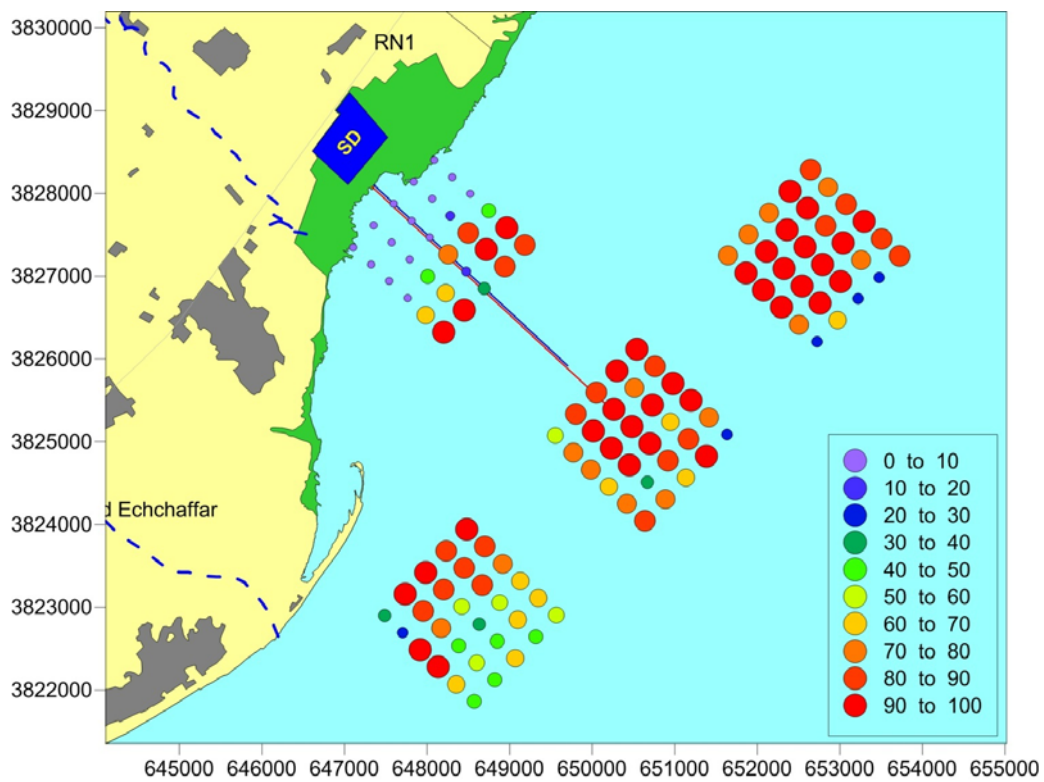 3830000
RN1
3829000
SD
3828000
3827000
3826000
3825000
0 to 10
10 to 20
20 to 30
30 to 40
40 to 50
50 to 60
60 to 70
70 to 80
80 to 90
90 to 100
3824000
d Echchaffar
3823000
3822000
645000 646000 647000 648000 649000 650000 651000 652000 653000 654000 655000